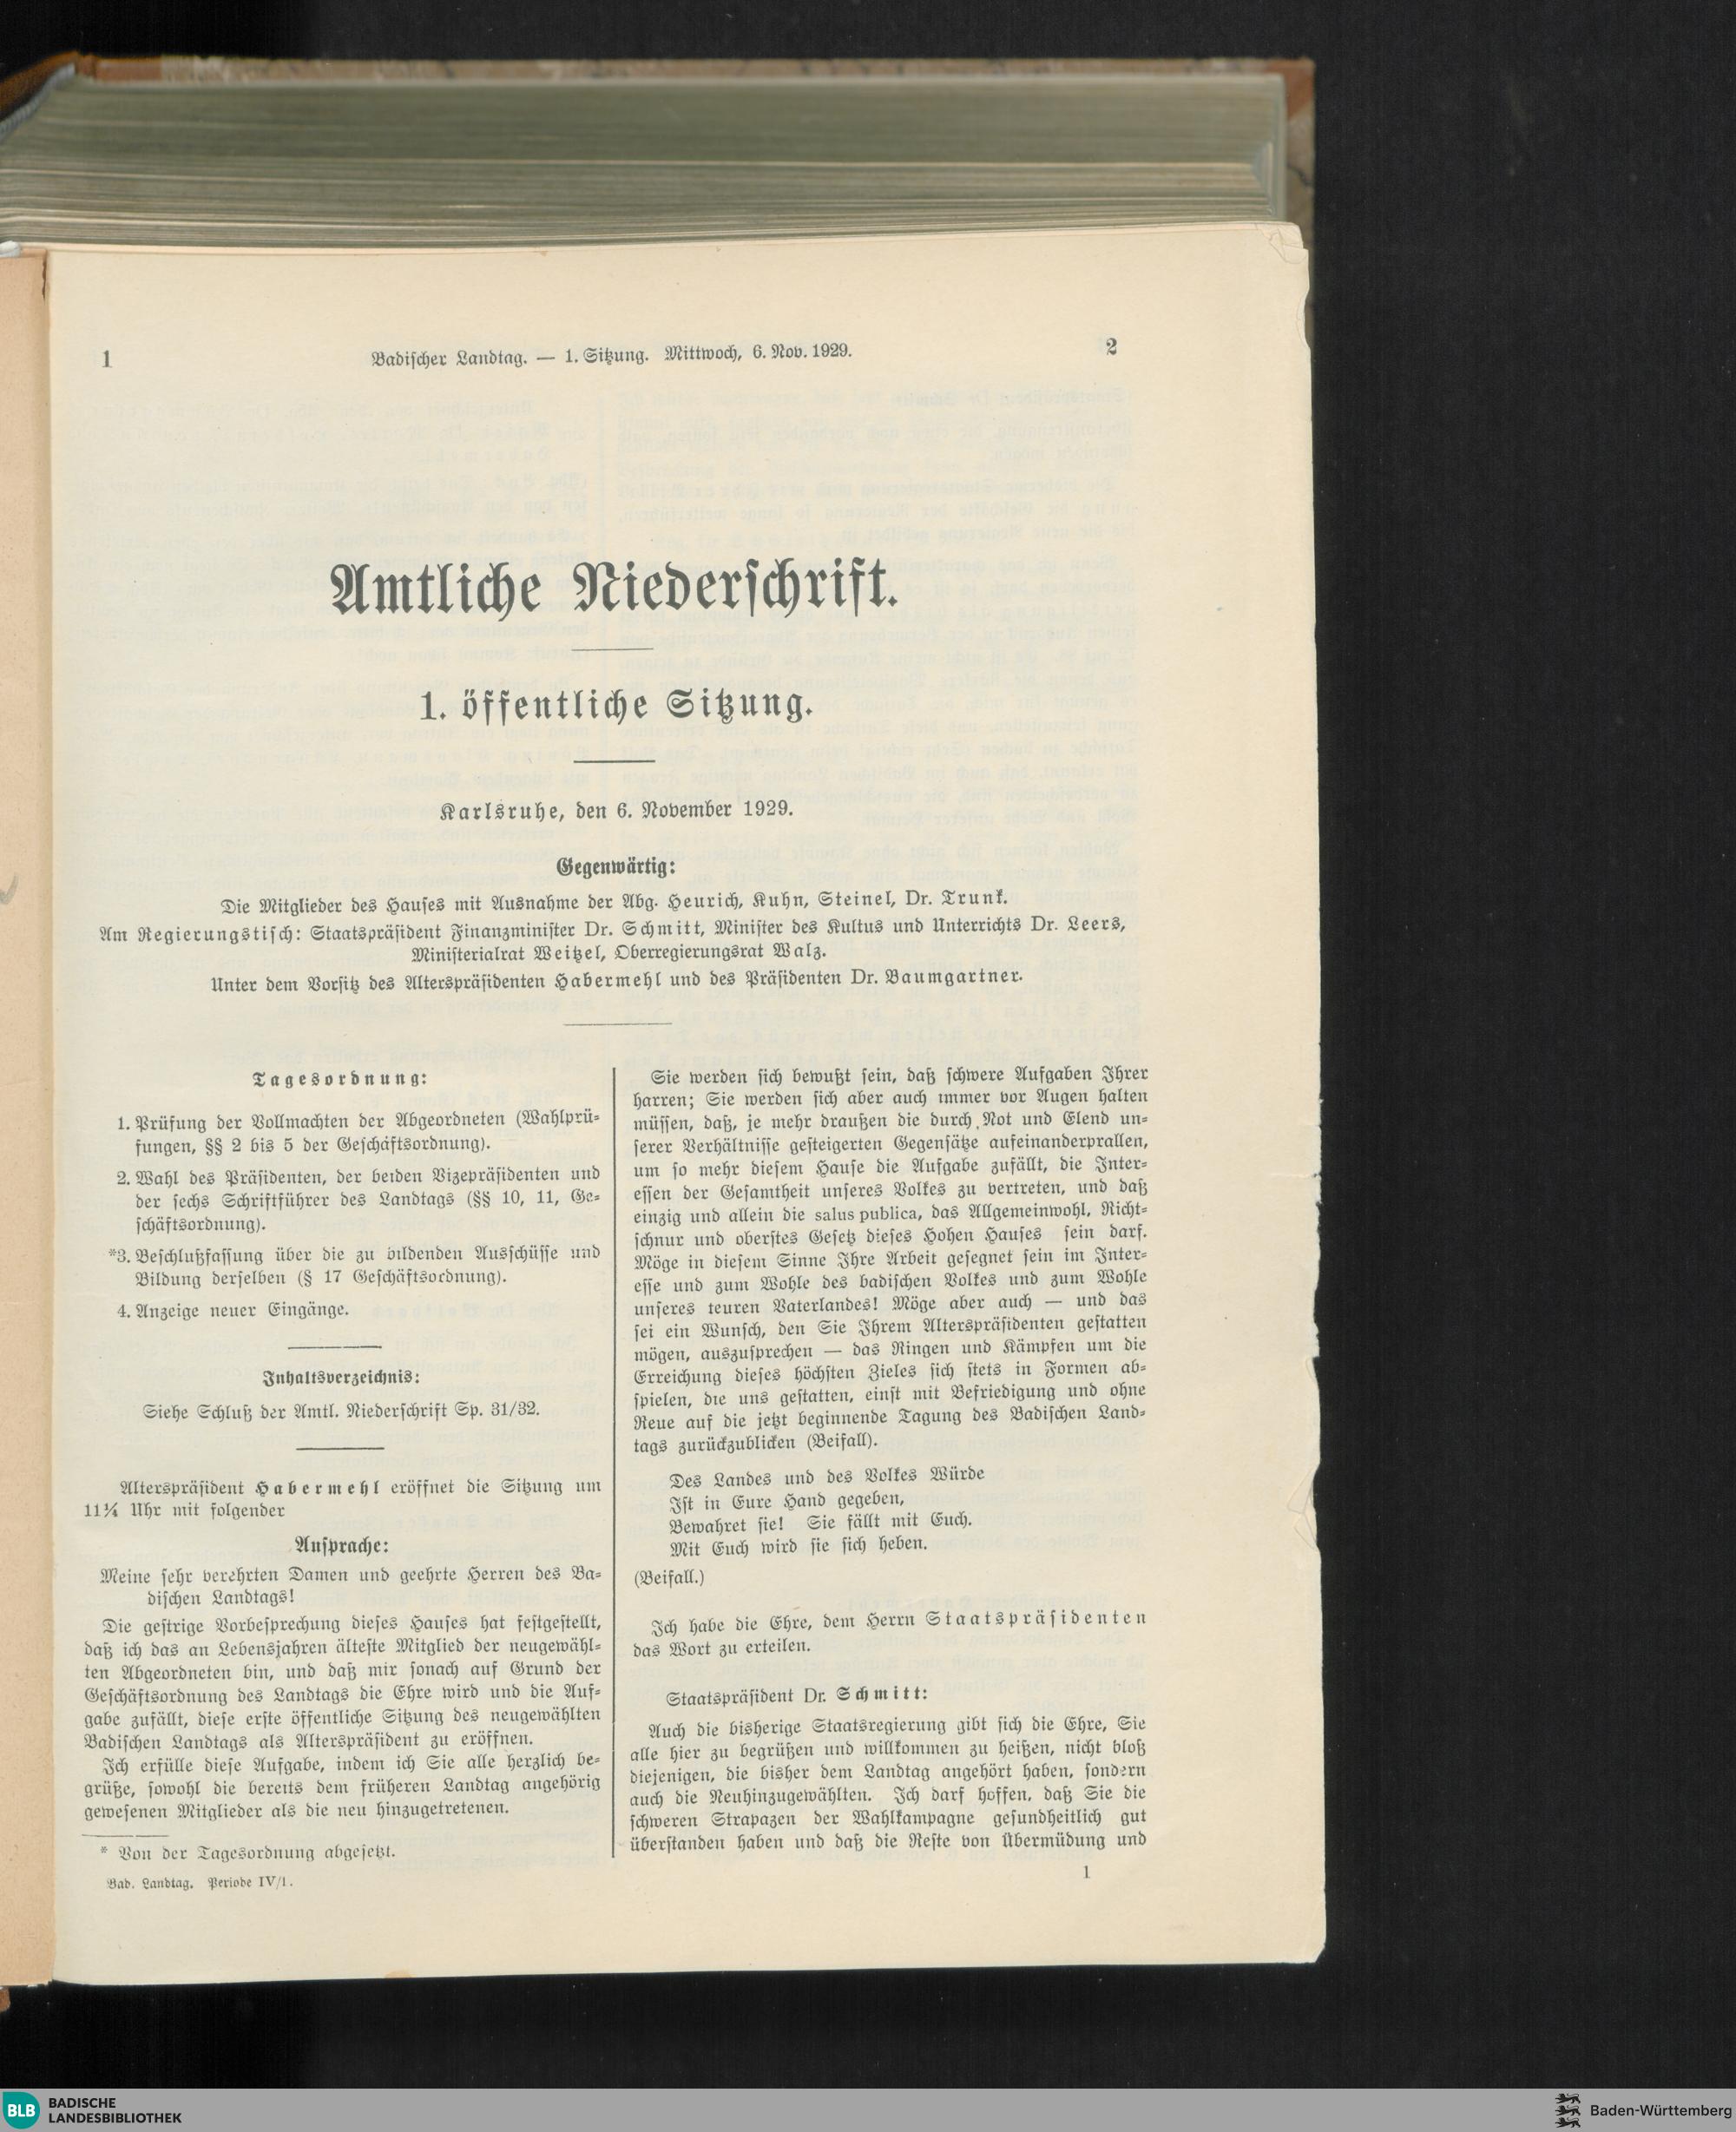 1
Badischer Landtag. — 1. Sitzung. Mittwoch, 6. Nov. 1929.
2
Amtliche Niederschrift.
1. öffentliche Sitzung.
Karlsruhe, den 6. November 1929.
Gegenwärtig:
Die Mitglieder des Hauses mit Ausnahme der Abg. Heurich, Kuhn, Steinel, Dr. Trunk.
Am Regierungstisch: Staatspräsident Finanzminister Dr. Schmitt, Minister des Kultus und Unterrichts Dr. Leers,
Ministerialrat Weitzel, Oberregierungsrat Walz.
Unter dem Vorsitz des Alterspräsidenten Habermehl und des Präsidenten Dr. Baumgartner.
Tagesordnung:
1. Prüfung der Vollmachten der Abgeordneten (Wahlprü-
fungen, §§ 2 bis 5 der Geschäftsordnung).
2. Wahl des Präsidenten, der beiden Vizepräsidenten und
der sechs Schriftführer des Landtags (§§ 10, 11, Ge-
schäftsordnung).
*3. Beschlußfassung über die zu bildenden Ausschüsse und
Bildung derselben (§ 17 Geschäftsordnung).
4. Anzeige neuer Eingänge.
Inhaltsverzeichnis:
Siehe Schluß der Amtl. Niederschrift Sp. 31/32.
Alterspräsident Habermehl eröffnet die Sitzung um
11¼ Uhr mit folgender
Ansprache:
Meine sehr verehrten Damen und geehrte Herren des Ba-
dischen Landtags!
Die gestrige Vorbesprechung dieses Hauses hat festgestellt,
daß ich das an Lebensjahren älteste Mitglied der neugewähl-
ten Abgeordneten bin, und daß mir sonach auf Grund der
Geschäftsordnung des Landtags die Ehre wird und die Auf-
gabe zufällt, diese erste öffentliche Sitzung des neugewählten
Badischen Landtags als Alterspräsident zu eröffnen.
Ich erfülle diese Aufgabe, indem ich Sie alle herzlich be-
grüße, sowohl die bereits dem früheren Landtag angehörig
gewesenen Mitglieder als die neu hinzugetretenen.
* Von der Tagesordnung abgesetzt.
Bad. Landtag. Periode IV/1.
Sie werden sich bewußt sein, daß schwere Aufgaben Ihrer
harren; Sie werden sich aber auch immer vor Augen halten
müssen, daß, je mehr draußen die durch Not und Elend un-
serer Verhältnisse gesteigerten Gegensätze aufeinanderprallen,
um so mehr diesem Hause die Aufgabe zufällt, die Inter-
essen der Gesamtheit unseres Volkes zu vertreten, und daß
einzig und allein die salus publica, das Allgemeinwohl, Richt-
schnur und oberstes Gesetz dieses Hohen Hauses sein darf.
Möge in diesem Sinne Ihre Arbeit gesegnet sein im Inter-
esse und zum Wohle des badischen Volkes und zum Wohle
unseres teuren Vaterlandes! Möge aber auch — und das
sei ein Wunsch, den Sie Ihrem Alterspräsidenten gestatten
mögen, auszusprechen — das Ringen und Kämpfen um die
Erreichung dieses höchsten Zieles sich stets in Formen ab-
spielen, die uns gestatten, einst mit Befriedigung und ohne
Reue auf die jetzt beginnende Tagung des Badischen Land-
tags zurückzublicken (Beifall).
Des Landes und des Volkes Würde
Ist in Eure Hand gegeben,
Bewahret sie! Sie fällt mit Euch.
Mit Euch wird sie sich heben.
(Beifall.)
Ich habe die Ehre, dem Herrn Staatspräsidenten
das Wort zu erteilen.
Staatspräsident Dr. Schmitt:
Auch die bisherige Staatsregierung gibt sich die Ehre, Sie
alle hier zu begrüßen und willkommen zu heißen, nicht bloß
diejenigen, die bisher dem Landtag angehört haben, sondern
auch die Neuhinzugewählten. Ich darf hoffen, daß Sie die
schweren Strapazen der Wahlkampagne gesundheitlich gut
überstanden haben und daß die Reste von Übermüdung und
1
BLB BADISCHE
LANDESBIBLIOTHEK
Baden-Württemberg